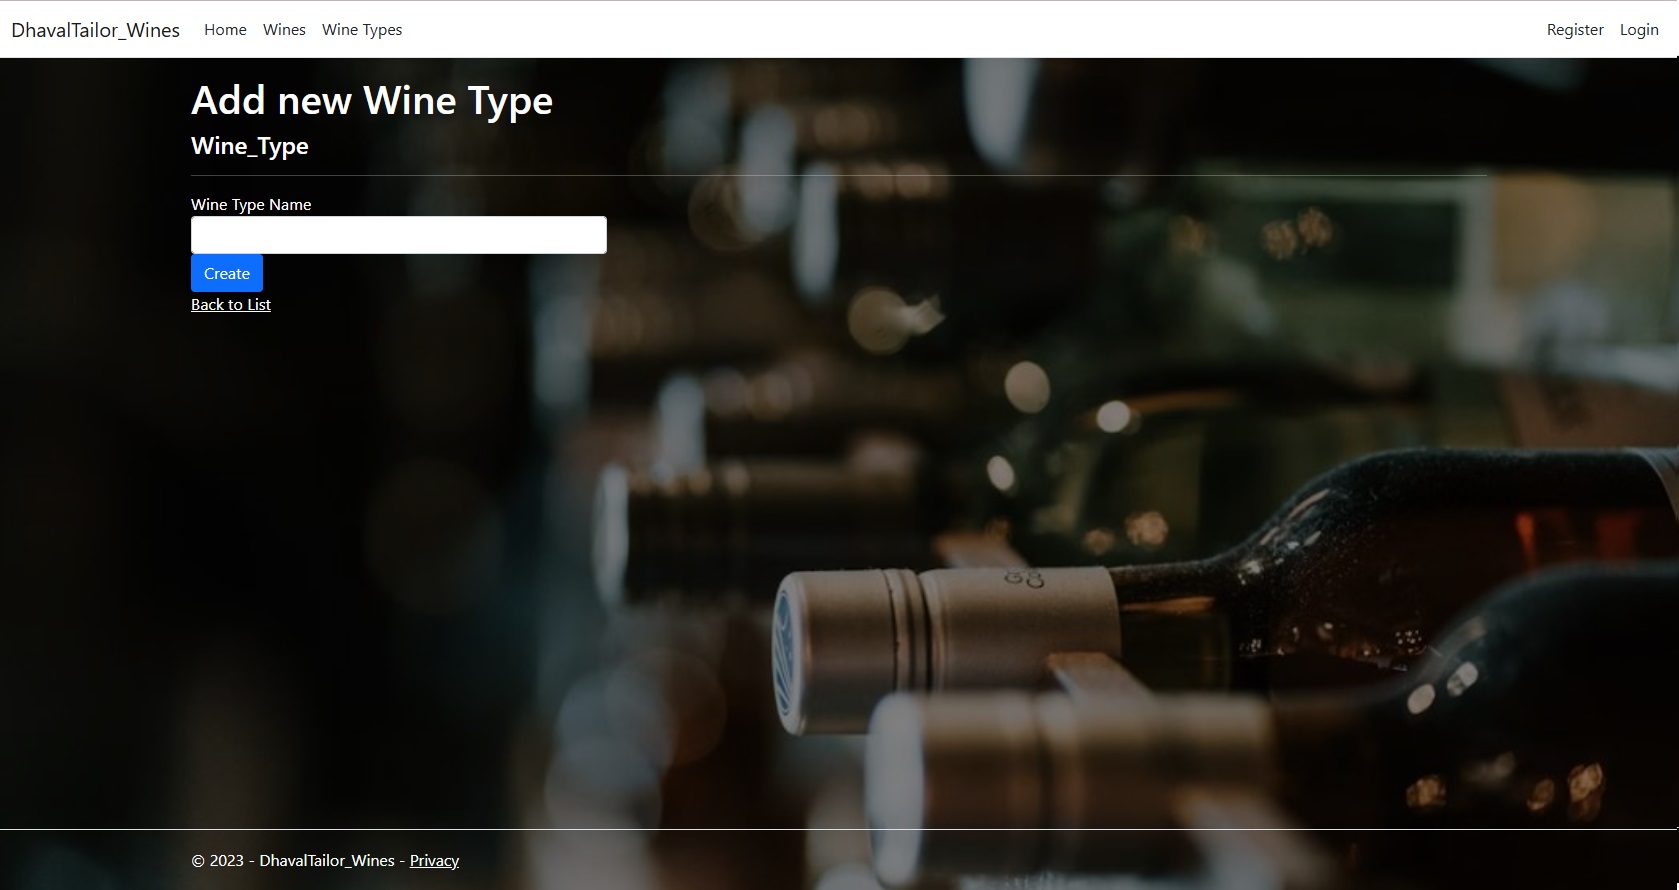 DhavalTailor_Wines Home Wines Wine Types Register Login
Add new Wine Type
Wine_Type
Wine Type Name
Create
Back to List
© 2023 - DhavalTailor_Wines - Privacy